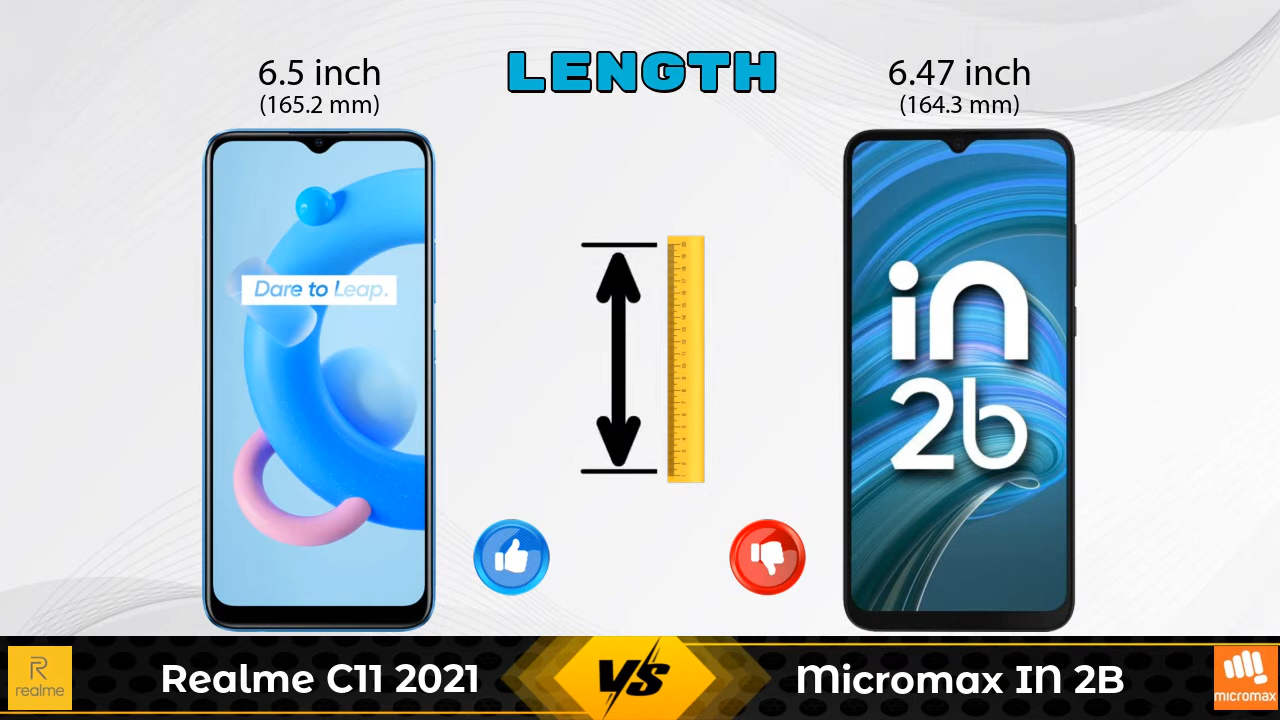 LENGTH
6.5 inch
(165.2 mm)
6.47 inch
(164.3 mm)
Dare to Leap.
in
2b
realme
Realme C11 2021
VS
Micromax IN 2B
micromax